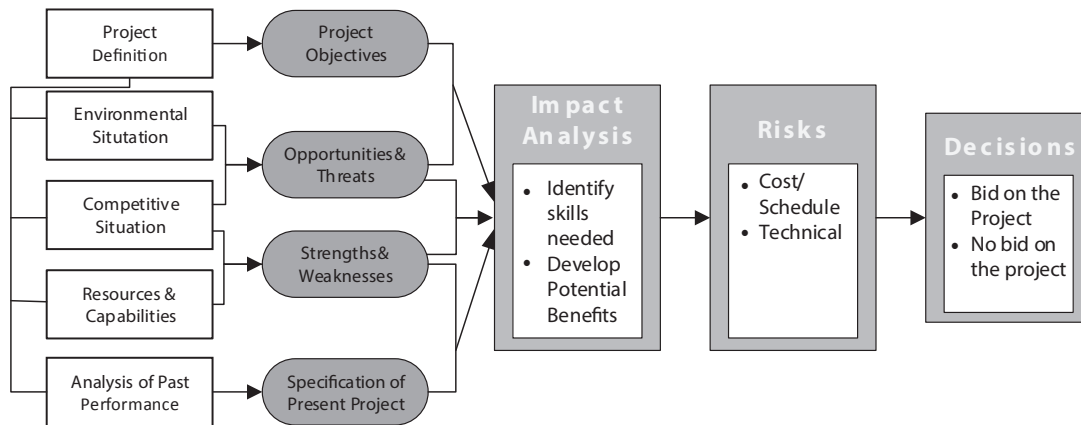 Project
Definition
Project
Objectives
Environmental
Situtation
Opportunities&
Threats
Competitive
Situation
Strengths&
Weaknesses
Resources &
Capabilities
Analysis of Past
Performance
Specification of
Present Project
Impact
Analysis
• Identify
skills
needed
• Develop
Potential
Benefits
Risks
• Cost/
Schedule
• Technical
Decisions
• Bid on the
Project
• No bid on
the project